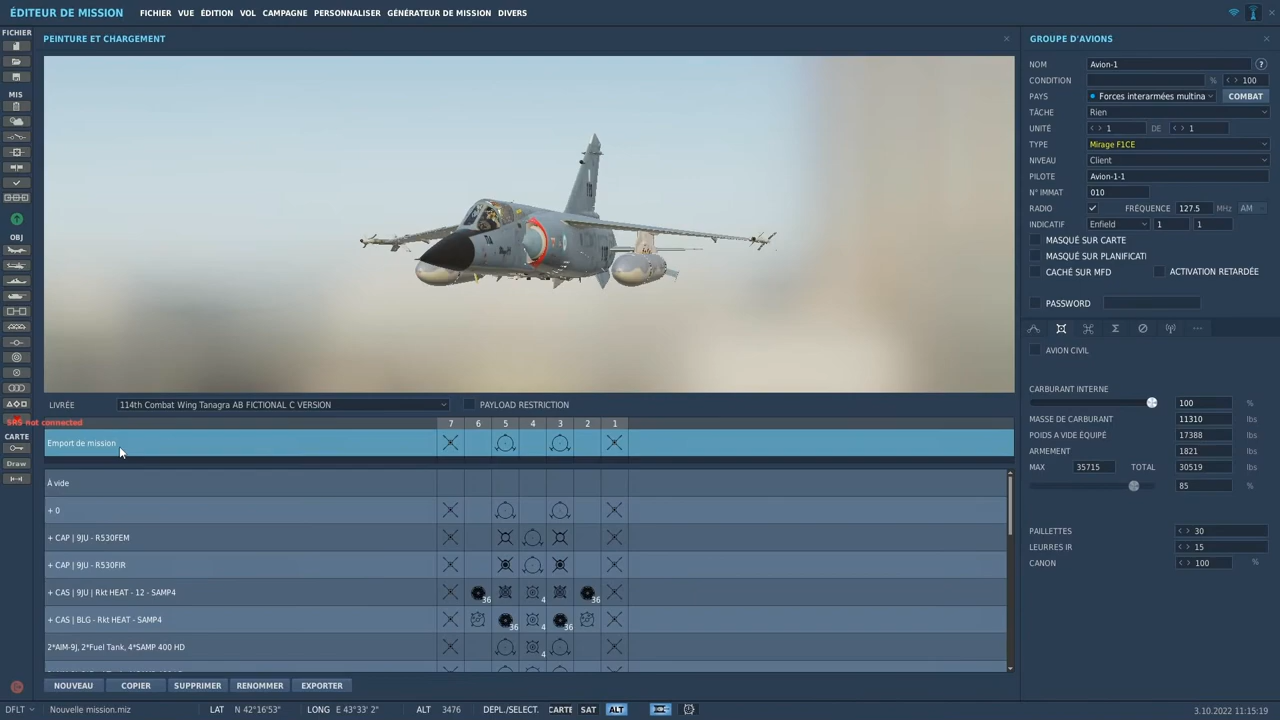 ÉDITEUR DE MISSION FICHIER VUE ÉDITION VOL CAMPAGNE PERSONNALISER GÉNÉRATEUR DE MISSION DIVERS
FICHIER
MIS
OBJ
CARTE
Draw
PEINTURE ET CHARGEMENT
LIVRÉE 114th Combat Wing Tanagra AB FICTIONAL C VERSION PAYLOAD RESTRICTION
SRS not connected
7 6 5 4 3 2 1
Emport de mission
À vide
+ 0
+ CAP | 9JU - R530FEM
+ CAP | 9JU - R530FIR
+ CAS | 9JU | Rkt HEAT - 12 - SAMP4 36 4 36
+ CAS | BLG - Rkt HEAT - SAMP4 36 4 36
2*AIM-9J, 2*Fuel Tank, 4*SAMP 400 HD 4
NOUVEAU COPIER SUPPRIMER RENOMMER EXPORTER
GROUPE D'AVIONS
NOM Avion-1 ?
CONDITION % 100
PAYS Forces interarmées multina COMBAT
TÂCHE Rien
UNITÉ 1 DE 1
TYPE Mirage F1CE
NIVEAU Client
PILOTE Avion-1-1
N° IMMAT 010
RADIO FRÉQUENCE 127.5 MHz AM
INDICATIF Enfield 1 1
MASQUÉ SUR CARTE
MASQUÉ SUR PLANIFICATI
CACHÉ SUR MFD ACTIVATION RETARDÉE
PASSWORD
AVION CIVIL
CARBURANT INTERNE
100 %
MASSE DE CARBURANT 11310 lbs
POIDS A VIDE ÉQUIPÉ 17388 lbs
ARMEMENT 1821 lbs
MAX 35715 TOTAL 30519 lbs
85 %
PAILLETTES 30
LEURRES IR 15
CANON 100 %
DFLT Nouvelle mission.miz LAT N 42°16'53" LONG E 43°33' 2" ALT 3476 DEPL./SELECT. CARTE SAT ALT 3.10.2022 11:15:19